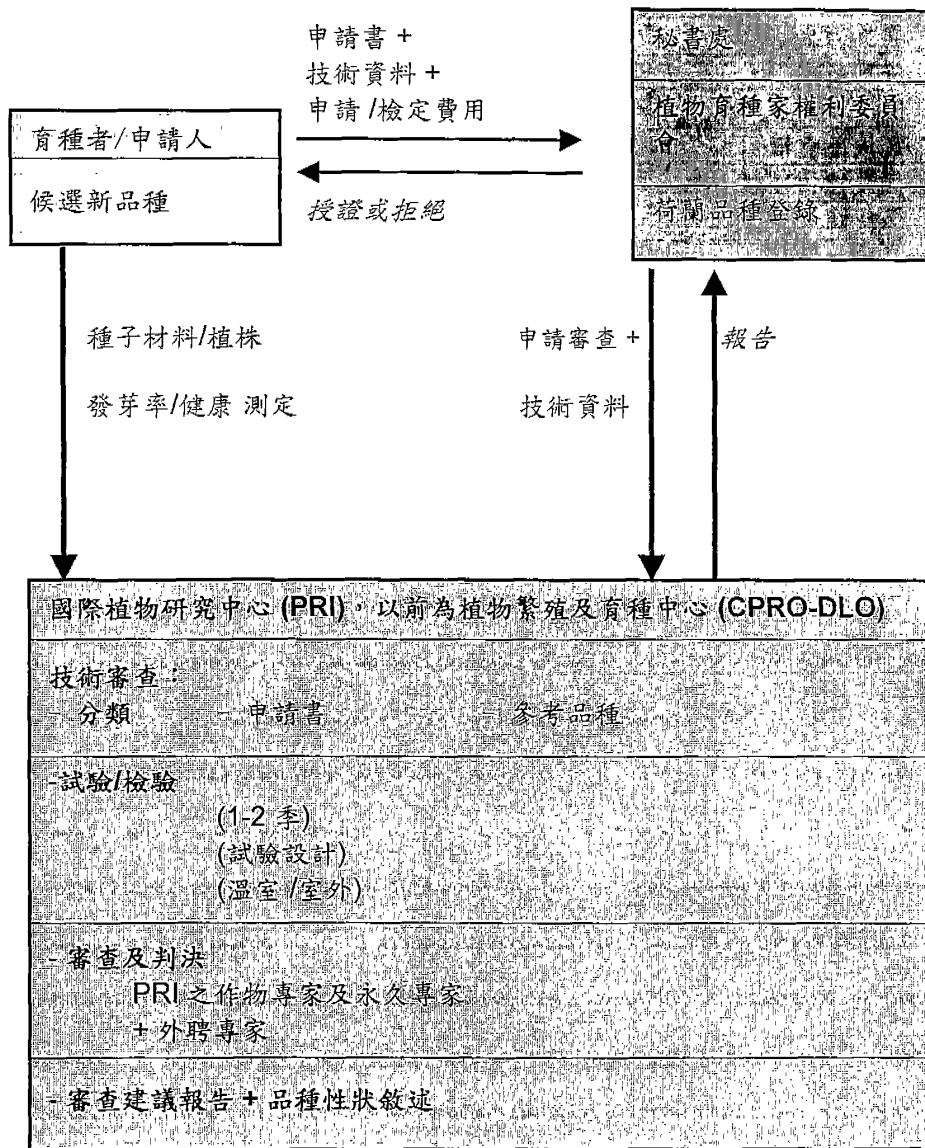 申請書 +
技術資料 +
申請 /檢定費用
育種者/申請人
候選新品種
授證或拒絕
秘書處
植物育種家權利委員
會
荷蘭品種登錄
種子材料/植株
發芽率/健康 測定
申請審查 +
技術資料
報告
國際植物研究中心 (PRI),以前為植物繁殖及育種中心 (CPRO-DLO)
技術審查：
分類 - 申請書 - 參考品種
-試驗/檢驗
(1-2 季)
(試驗設計)
(溫室 /室外)
- 審查及判決
PRI 之作物專家及永久專家
+ 外聘專家
- 審查建議報告 + 品種性狀敘述